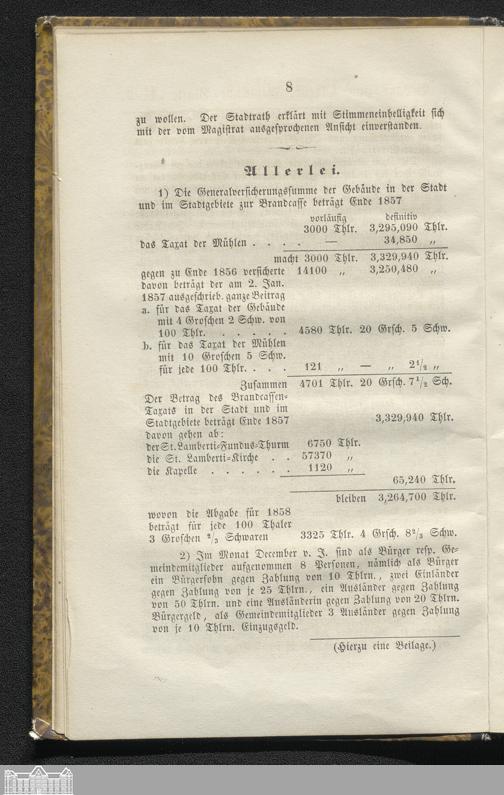 8
zu wollen. Der Stadtrath erklärt mit Stimmeneinhelligkeit sich
mit der vom Magistrat ausgesprochenen Ansicht einverstanden.
Allerlei.
1) Die Generalversicherungssumme der Gebäude in der Stadt
und im Stadtgebiete zur Brandcasse beträgt Ende 1857
vorläufig definitiv
3000 Thlr. 3,295,090 Thlr.
das Taxat der Mühlen . . . . — 34,850 „
macht 3000 Thlr. 3,329,940 Thlr.
gegen zu Ende 1856 versicherte 14100 „ 3,250,480 „
davon beträgt der am 2. Jan.
1857 ausgeschrieb. ganze Beitrag
a. für das Taxat der Gebäude
mit 4 Groschen 2 Schw. von
100 Thlr. . . . . . 4580 Thlr. 20 Grsch. 5 Schw.
b. für das Taxat der Mühlen
mit 10 Groschen 5 Schw.
für jede 100 Thlr. . . . 121 „ — „ 2 1/2 „
Zusammen 4701 Thlr. 20 Grsch. 7 1/2 Sch.
Der Betrag des Brandcassen-
Taxats in der Stadt und im
Stadtgebiete beträgt Ende 1857 3,329,940 Thlr.
davon gehen ab:
der St. Lamberti-Fundus-Thurm 6750 Thlr.
die St. Lamberti-Kirche . . 57370 „
die Kapelle . . . . . . 1120 „
65,240 Thlr.
bleiben 3,264,700 Thlr.
wovon die Abgabe für 1858
beträgt für jede 100 Thaler
3 Groschen 2/3 Schwaren 3325 Thlr. 4 Grsch. 8 2/3 Schw.
2) Im Monat December v. J. sind als Bürger resp. Ge-
meindemitglieder aufgenommen 8 Personen, nämlich als Bürger
ein Bürgersohn gegen Zahlung von 10 Thlrn., zwei Einländer
gegen Zahlung von je 25 Thlrn., ein Ausländer gegen Zahlung
von 50 Thlrn. und eine Ausländerin gegen Zahlung von 20 Thlrn.
Bürgergeld, als Gemeindemitglieder 3 Ausländer gegen Zahlung
von je 10 Thlrn. Einzugsgeld.
(Hierzu eine Beilage.)